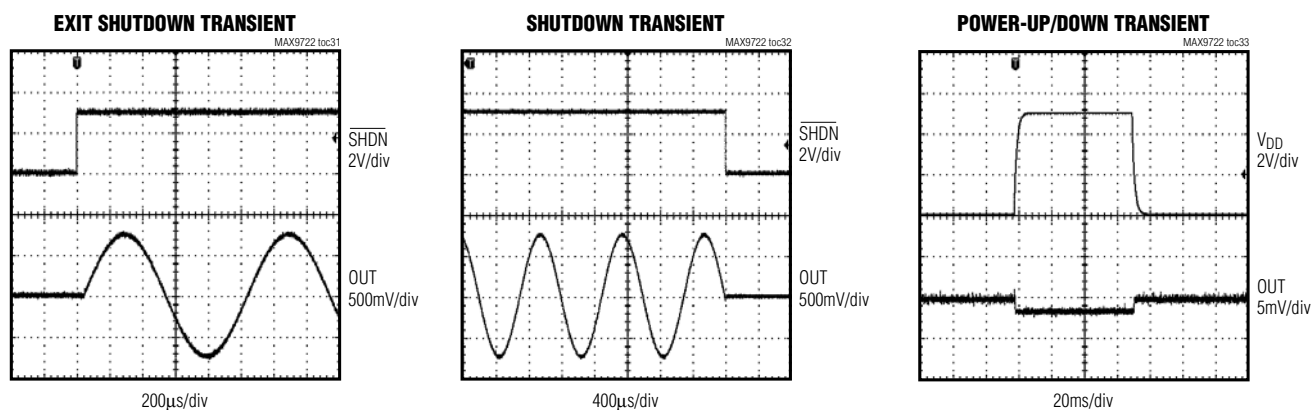 EXIT SHUTDOWN TRANSIENT
MAX9722 toc31
SHDN
2V/div
OUT
500mV/div
200μs/div
SHUTDOWN TRANSIENT
MAX9722 toc32
SHDN
2V/div
OUT
500mV/div
400μs/div
POWER-UP/DOWN TRANSIENT
MAX9722 toc33
VDD
2V/div
OUT
5mV/div
20ms/div